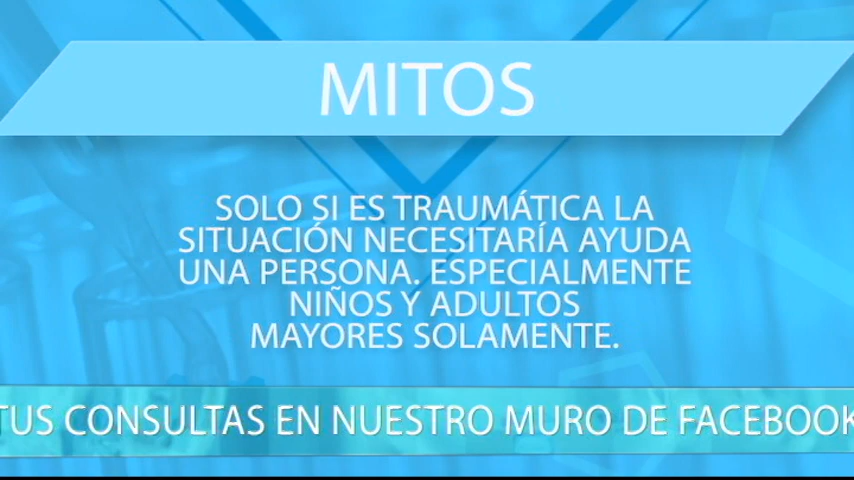 MITOS
SOLO SI ES TRAUMÁTICA LA
SITUACIÓN NECESITARÍA AYUDA
UNA PERSONA. ESPECIALMENTE
NIÑOS Y ADULTOS
MAYORES SOLAMENTE.
TUS CONSULTAS EN NUESTRO MURO DE FACEBOOK